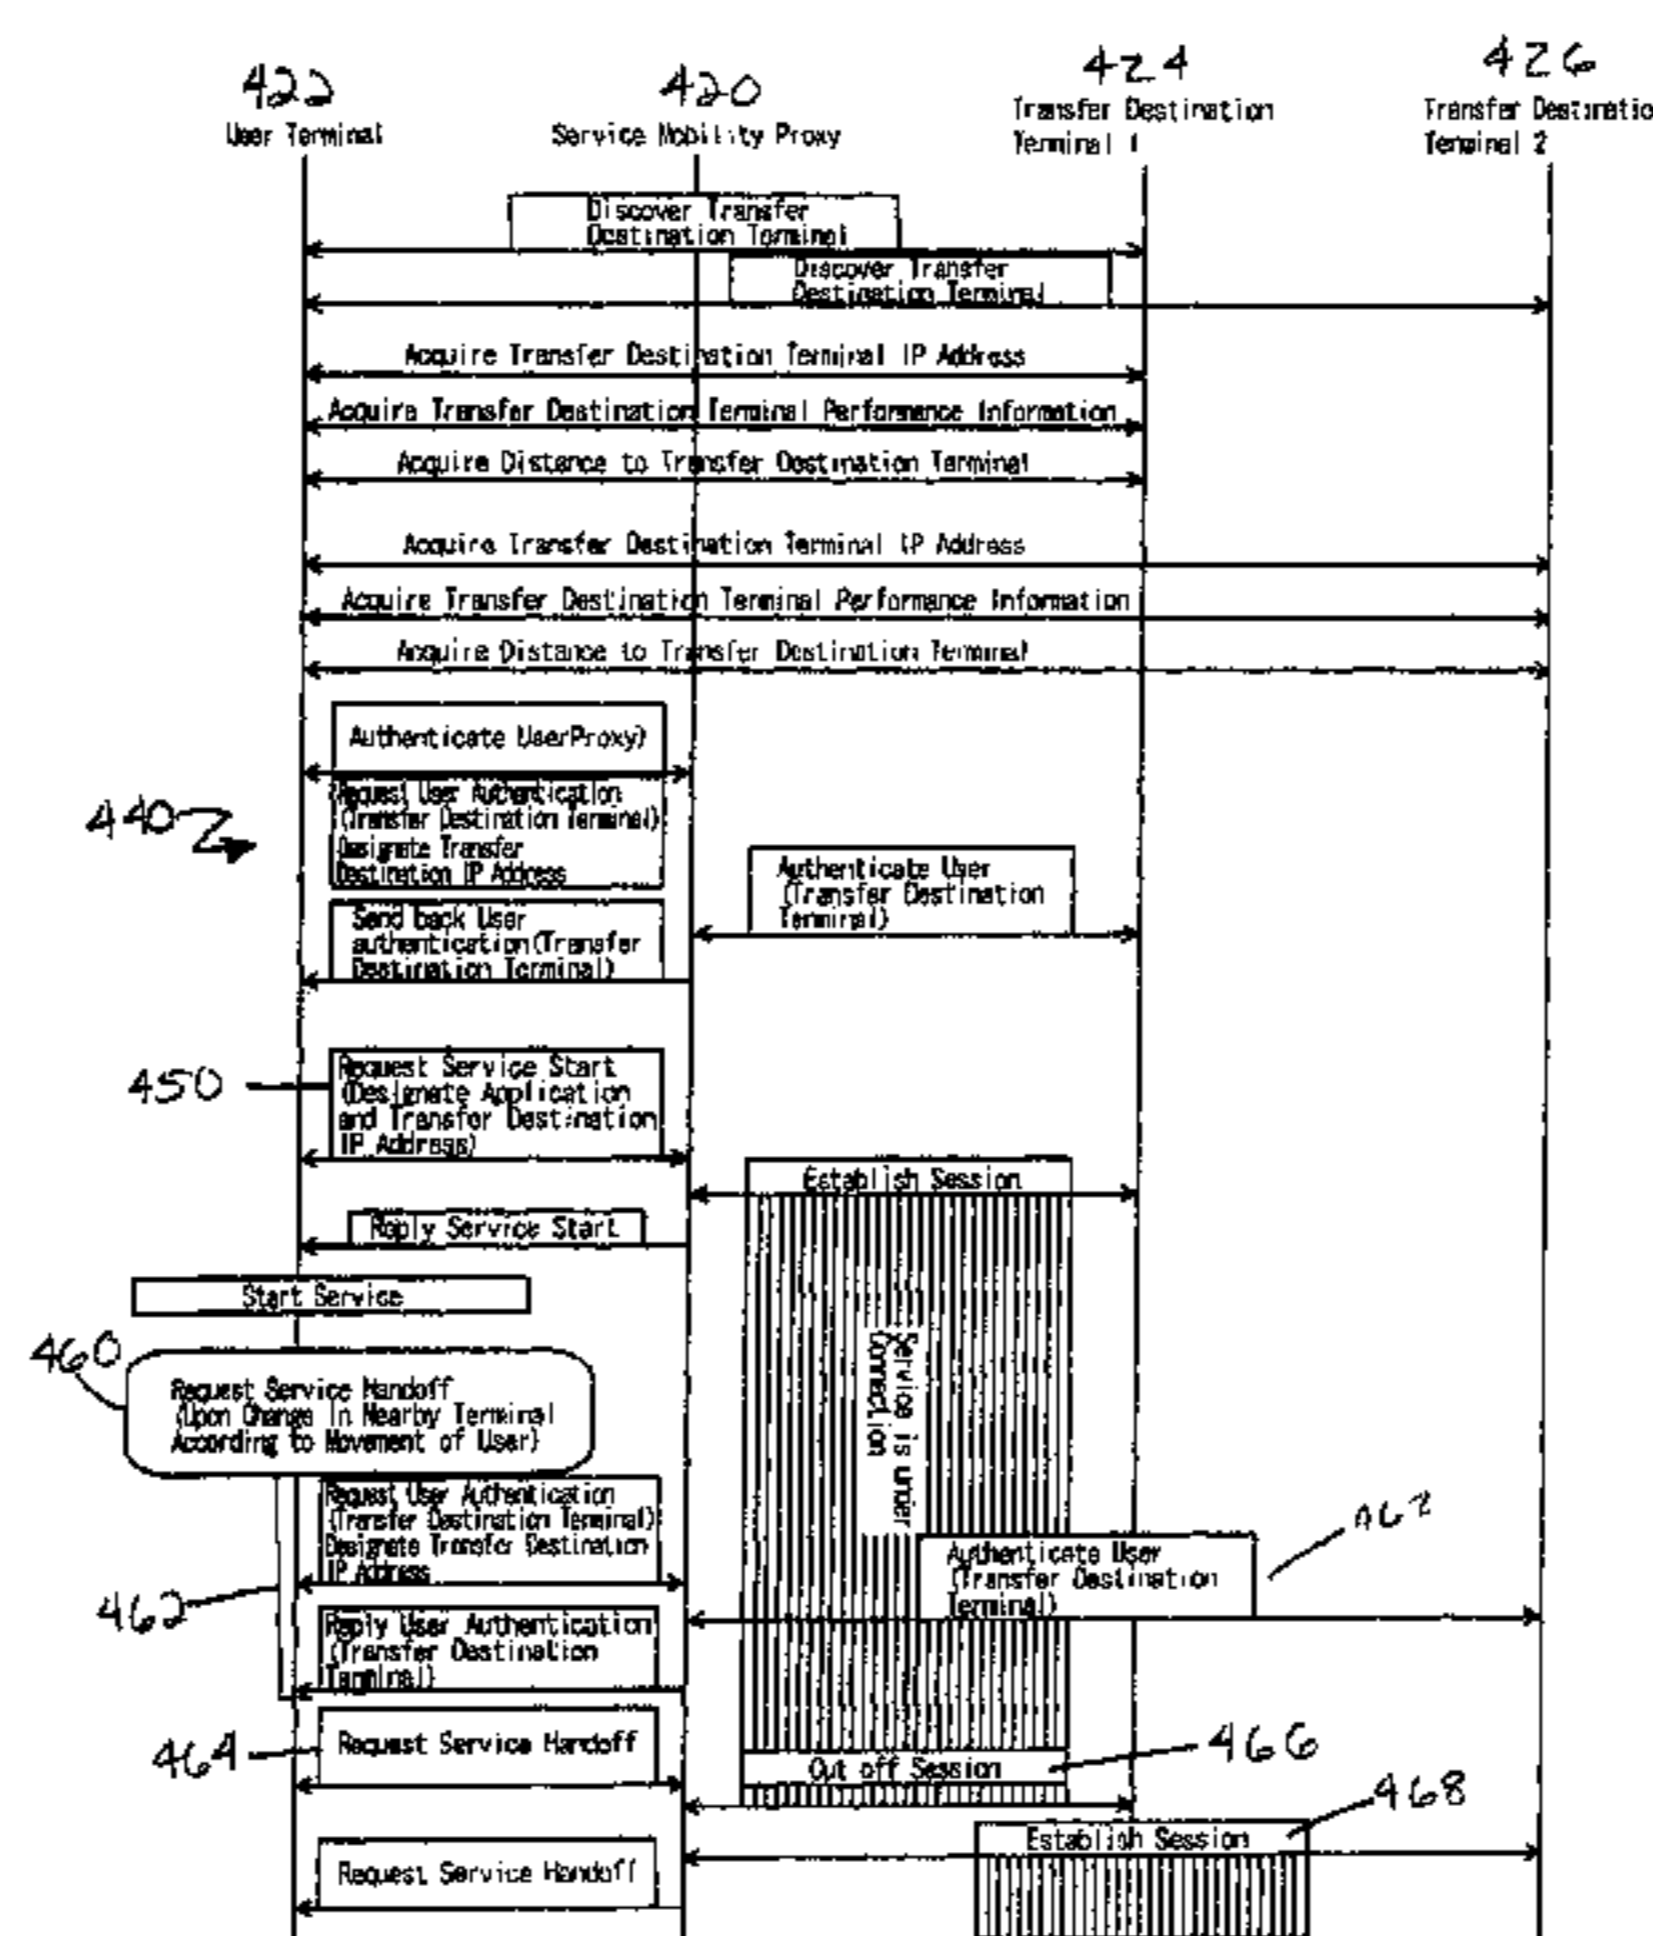 422
User Terminal
420
Service Mobility Proxy
424
Transfer Destination
Terminal 1
426
Transfer Destinatio
Terminal 2
Discover Transfer
Destination Terminal
Discover Transfer
Destination Terminal
Acquire Transfer Destination Terminal IP Address
Acquire Transfer Destination Terminal Performance Information
Acquire Distance to Transfer Destination Terminal
Acquire Transfer Destination Terminal IP Address
Acquire Transfer Destination Terminal Performance Information
Acquire Distance to Transfer Destination Terminal
Authenticate UserProxy)
440
Request User Authentication
(Transfer Destination Terminal)
Designate Transfer
Destination IP Address
Authenticate User
(Transfer Destination
Terminal)
Send back User
authentication(Transfer
Destination Terminal)
450
Request Service Start
(Designate Application
and Transfer Destination
IP Address)
Establish Session
Reply Service Start
Start Service
Service is under
Connection
460
Request Service Handoff
(Upon Change In Nearby Terminal
According to Movement of User)
Request User Authentication
(Transfer Destination Terminal)
Designate Transfer Destination
IP Address
462
Authenticate User
(Transfer Destination
Terminal)
462
Reply User Authentication
(Transfer Destination
Terminal)
464
Request Service Handoff
Cut off Session
466
468
Establish Session
Request Service Handoff